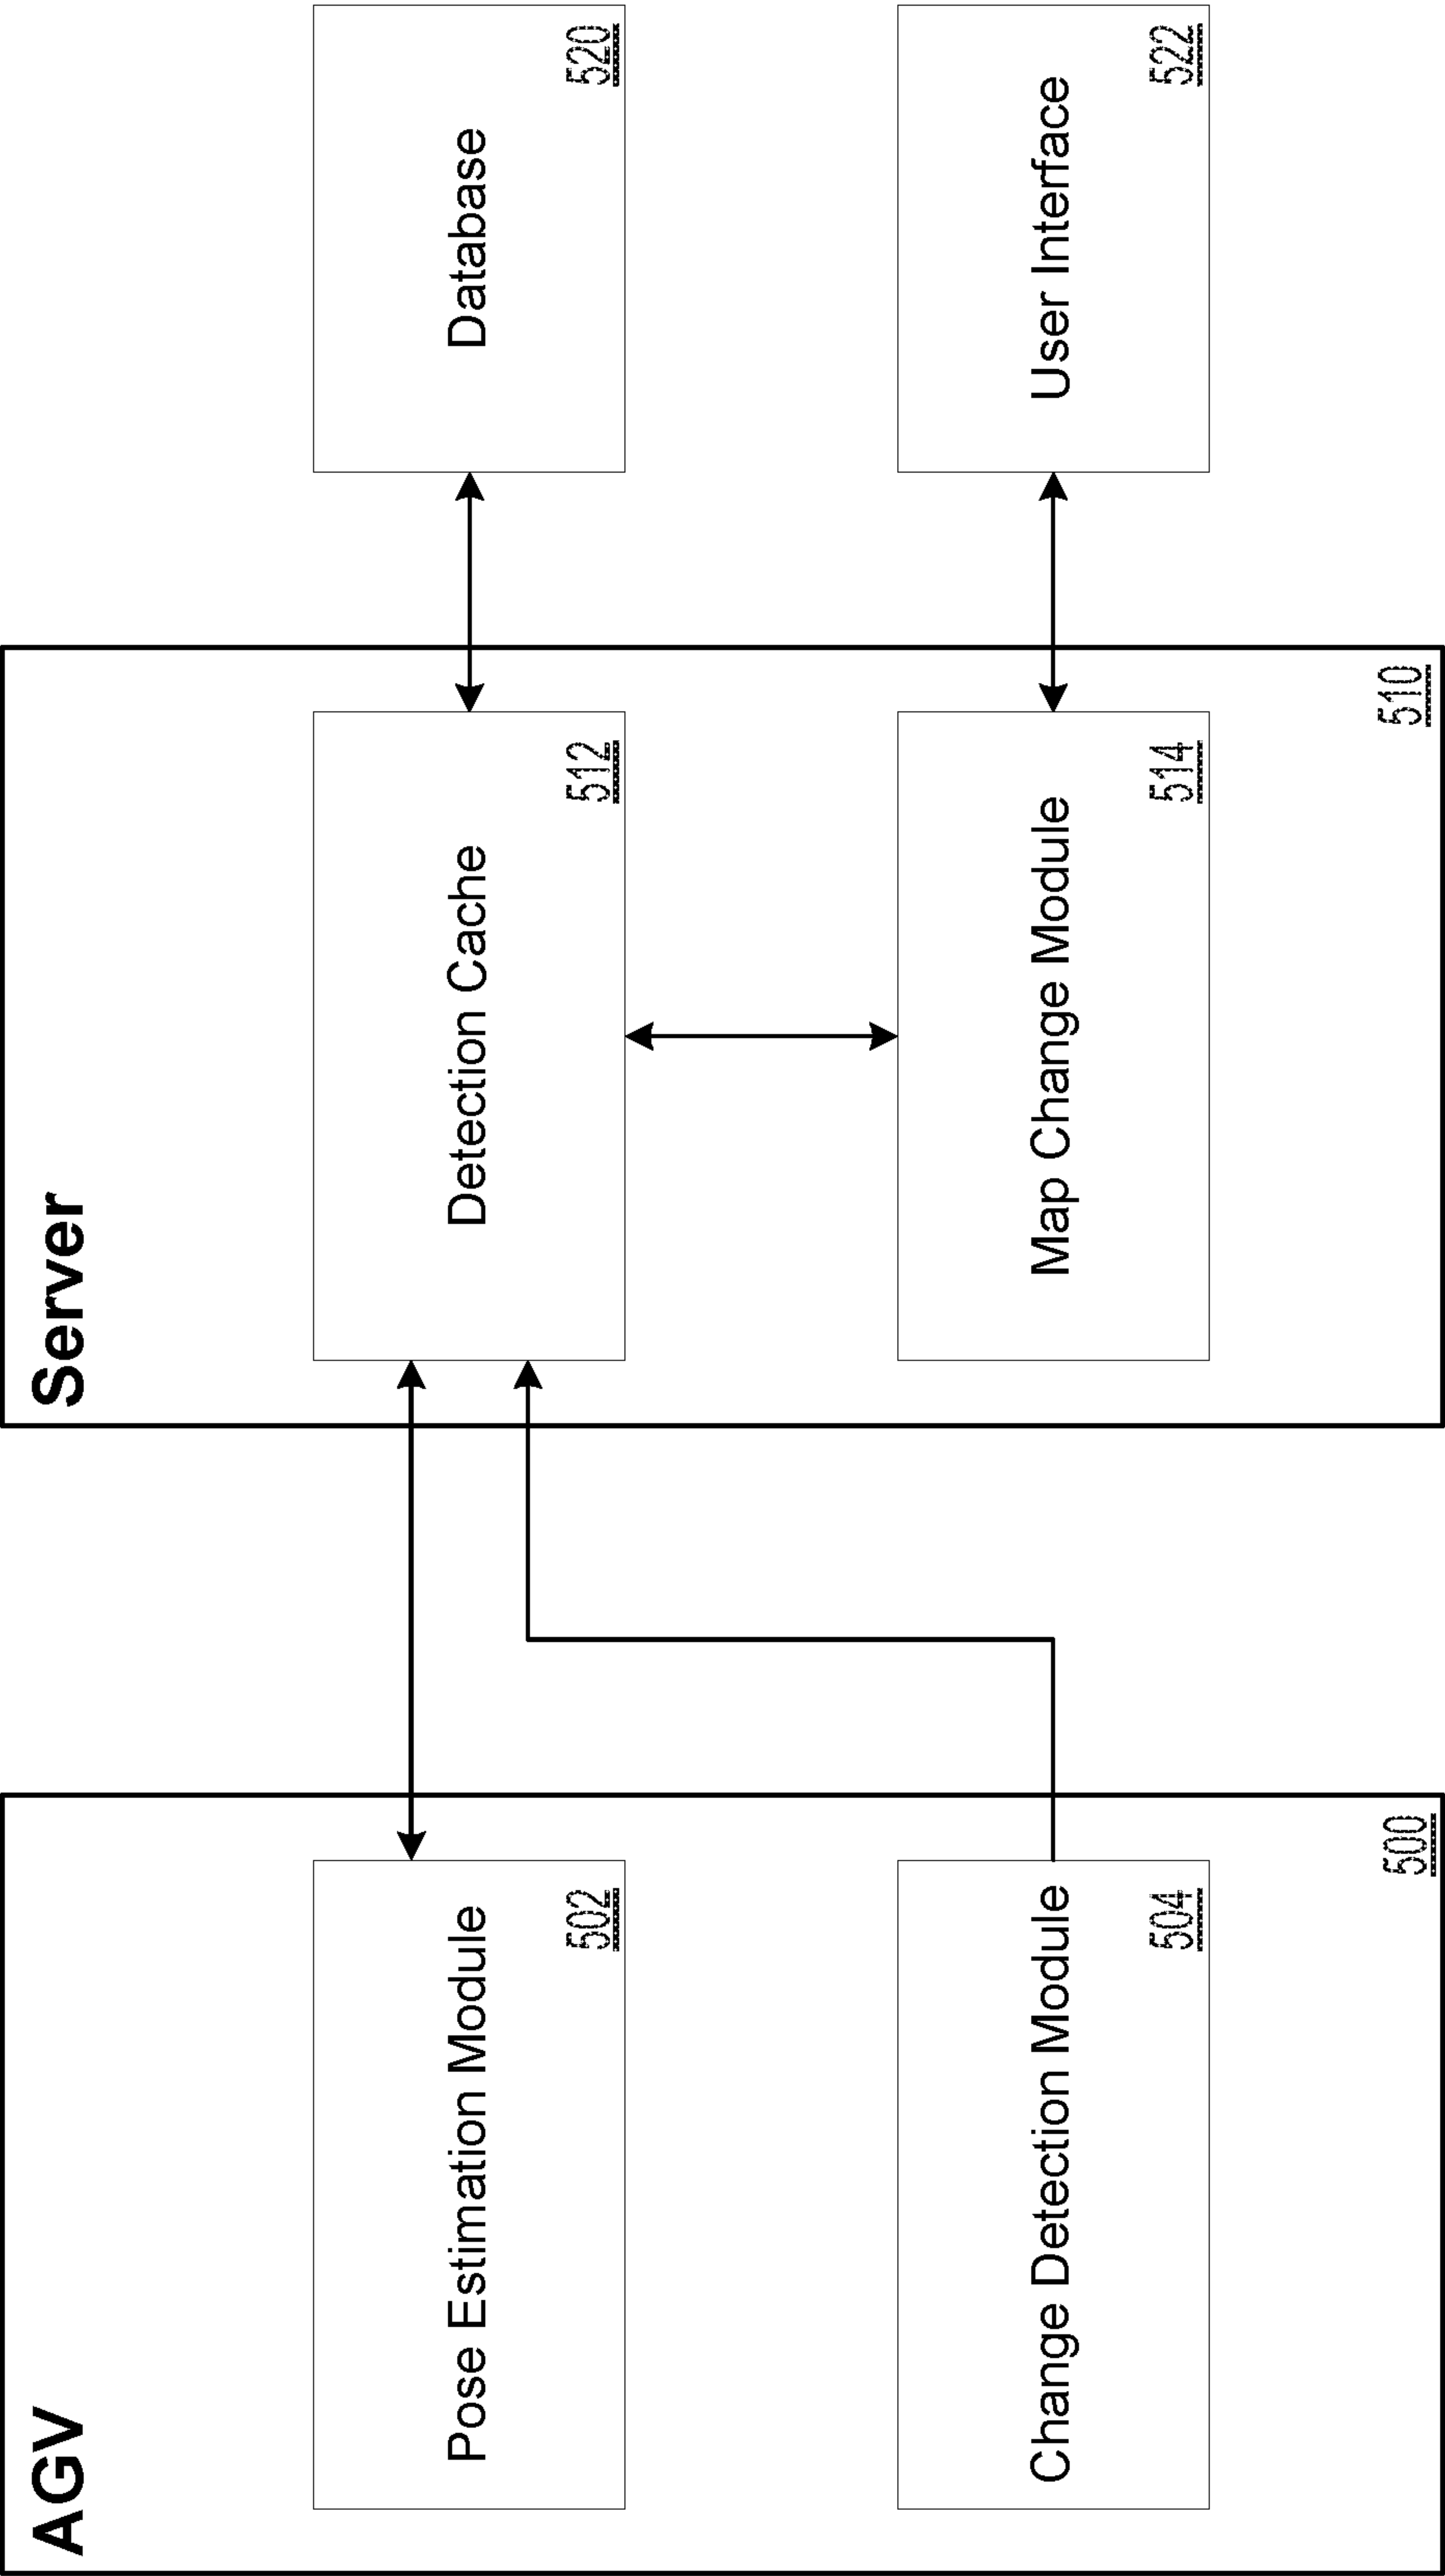 AGV
Pose Estimation Module
502
Change Detection Module
504
500
Server
Detection Cache
512
Map Change Module
514
510
Database
520
User Interface
522